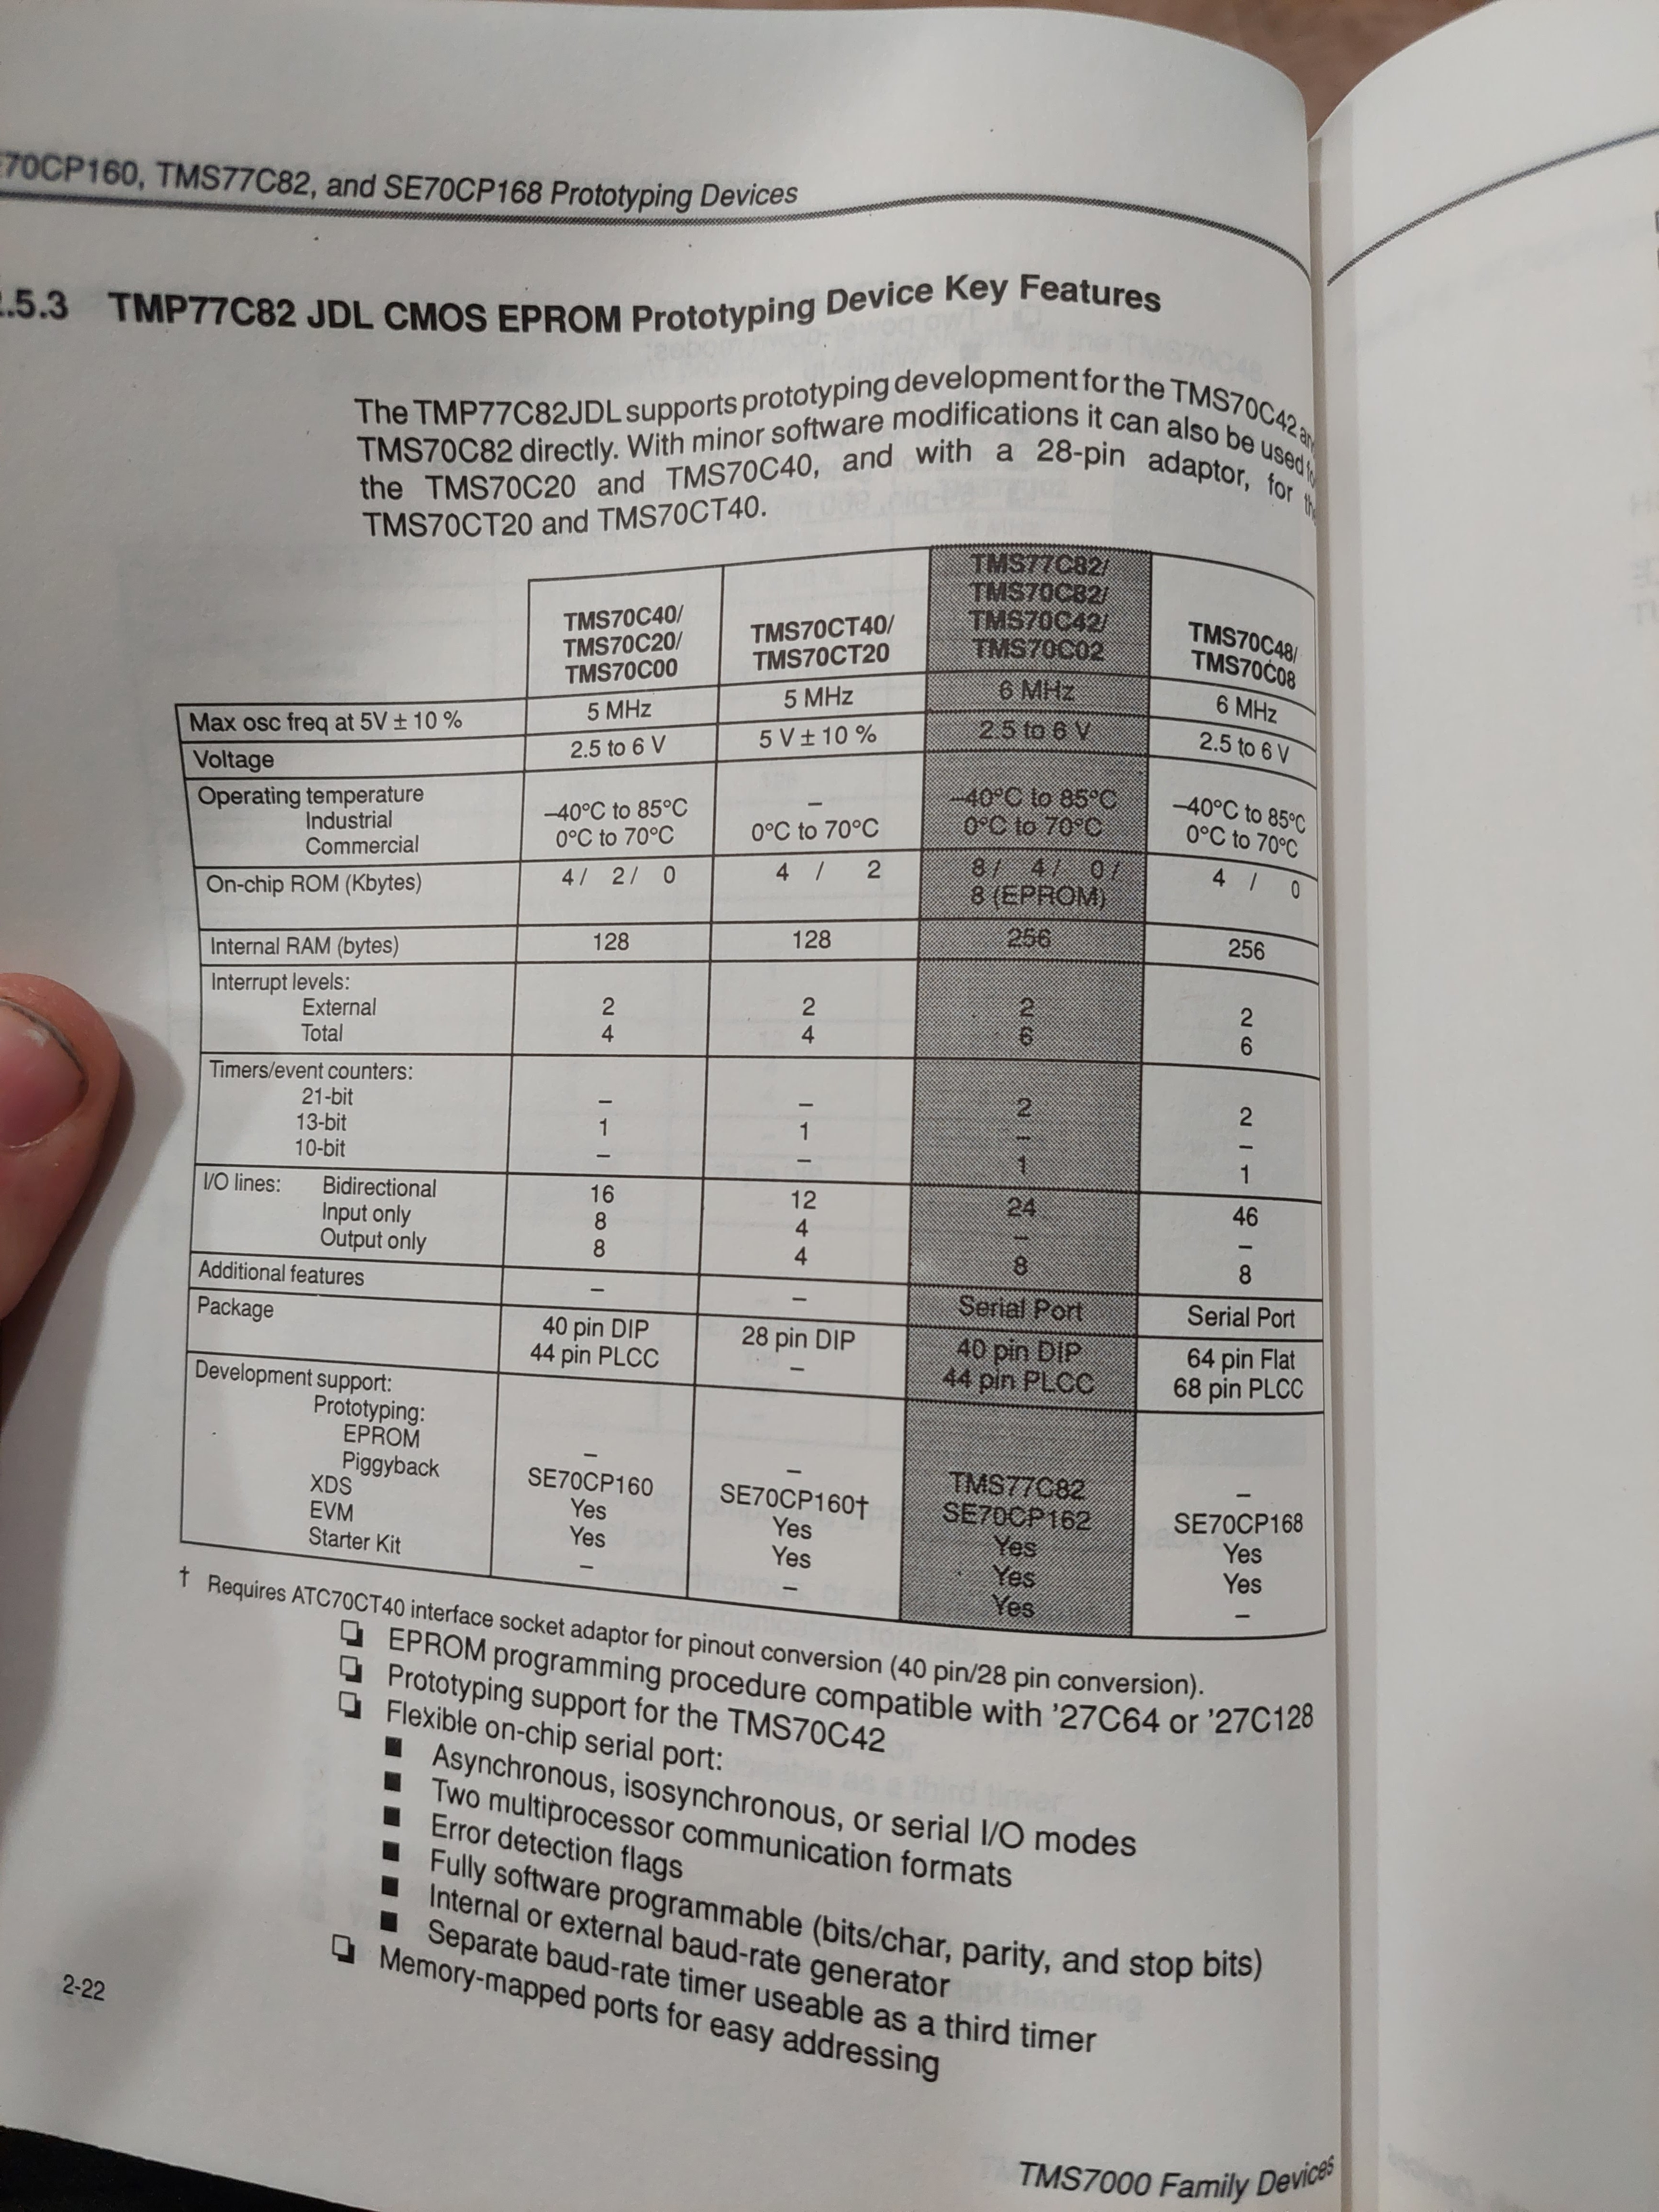 70CP160, TMS77C82, and SE70CP168 Prototyping Devices
.5.3 TMP77C82 JDL CMOS EPROM Prototyping Device Key Features
The TMP77C82JDL supports prototyping development for the TMS70C42
TMS70C82 directly. With minor software modifications it can also be used
the TMS70C20 and TMS70C40, and with a 28-pin adaptor, for
TMS70CT20 and TMS70CT40.
TMS70C40/ TMS70C20/ TMS70C00 TMS70CT40/ TMS70CT20 TMS77C82/ TMS70C82/ TMS70C42/ TMS70C02 TMS70C48/ TMS70C08
Max osc freq at 5V ± 10 % 5 MHz 5 MHz 6 MHz 6 MHz
Voltage 2.5 to 6 V 5 V ± 10 % 2.5 to 6 V 2.5 to 6 V
Operating temperature
Industrial –40°C to 85°C – –40°C to 85°C –40°C to 85°C
Commercial 0°C to 70°C 0°C to 70°C 0°C to 70°C 0°C to 70°C
On-chip ROM (Kbytes) 4 / 2 / 0 4 / 2 8 / 4 / 0 / 4 / 0
8 (EPROM)
Internal RAM (bytes) 128 128 256 256
Interrupt levels:
External 2 2 2 2
Total 4 4 6 6
Timers/event counters:
21-bit – – 2 2
13-bit 1 1 – –
10-bit – – 1 1
I/O lines: Bidirectional 16 12 24 46
Input only 8 4 – –
Output only 8 4 8 8
Additional features – – Serial Port Serial Port
Package 40 pin DIP 28 pin DIP 40 pin DIP 64 pin Flat
44 pin PLCC – 44 pin PLCC 68 pin PLCC
Development support:
Prototyping:
EPROM – – TMS77C82 –
Piggyback SE70CP160 SE70CP160† SE70CP162 SE70CP168
XDS Yes Yes Yes Yes
EVM Yes Yes Yes Yes
Starter Kit – – Yes –
† Requires ATC70CT40 interface socket adaptor for pinout conversion (40 pin/28 pin conversion).
❏ EPROM programming procedure compatible with '27C64 or '27C128
❏ Prototyping support for the TMS70C42
❏ Flexible on-chip serial port:
■ Asynchronous, isosynchronous, or serial I/O modes
■ Two multiprocessor communication formats
■ Error detection flags
■ Fully software programmable (bits/char, parity, and stop bits)
■ Internal or external baud-rate generator
■ Separate baud-rate timer useable as a third timer
❏ Memory-mapped ports for easy addressing
2-22
TMS7000 Family Devices